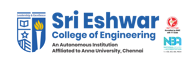 Sri Eshwar
College of Engineering
An Autonomous Institution
Affiliated to Anna University, Chennai
NBA